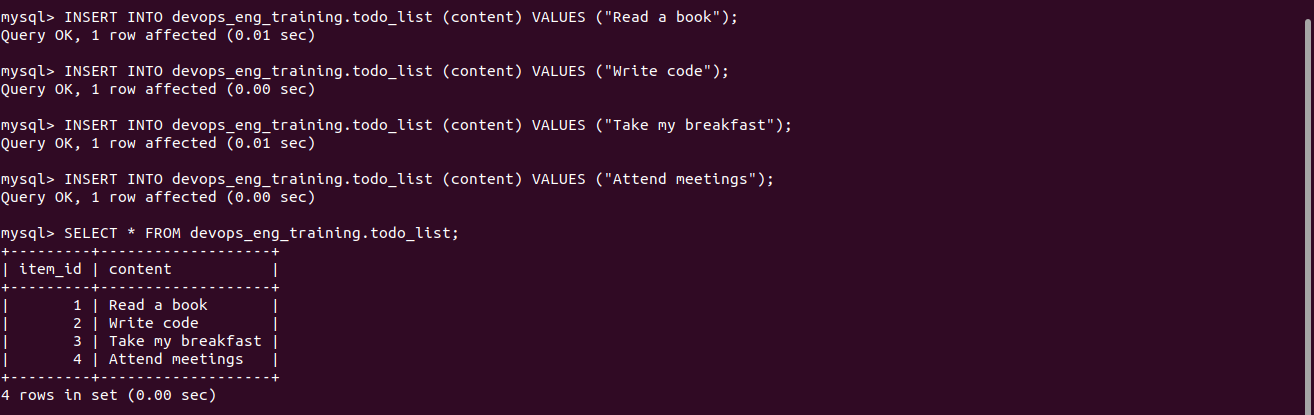 mysql> INSERT INTO devops_eng_training.todo_list (content) VALUES ("Read a book");
Query OK, 1 row affected (0.01 sec)
mysql> INSERT INTO devops_eng_training.todo_list (content) VALUES ("Write code");
Query OK, 1 row affected (0.00 sec)
mysql> INSERT INTO devops_eng_training.todo_list (content) VALUES ("Take my breakfast");
Query OK, 1 row affected (0.01 sec)
mysql> INSERT INTO devops_eng_training.todo_list (content) VALUES ("Attend meetings");
Query OK, 1 row affected (0.00 sec)
mysql> SELECT * FROM devops_eng_training.todo_list;
+---------+-------------------+
| item_id | content           |
+---------+-------------------+
|       1 | Read a book       |
|       2 | Write code        |
|       3 | Take my breakfast |
|       4 | Attend meetings   |
+---------+-------------------+
4 rows in set (0.00 sec)